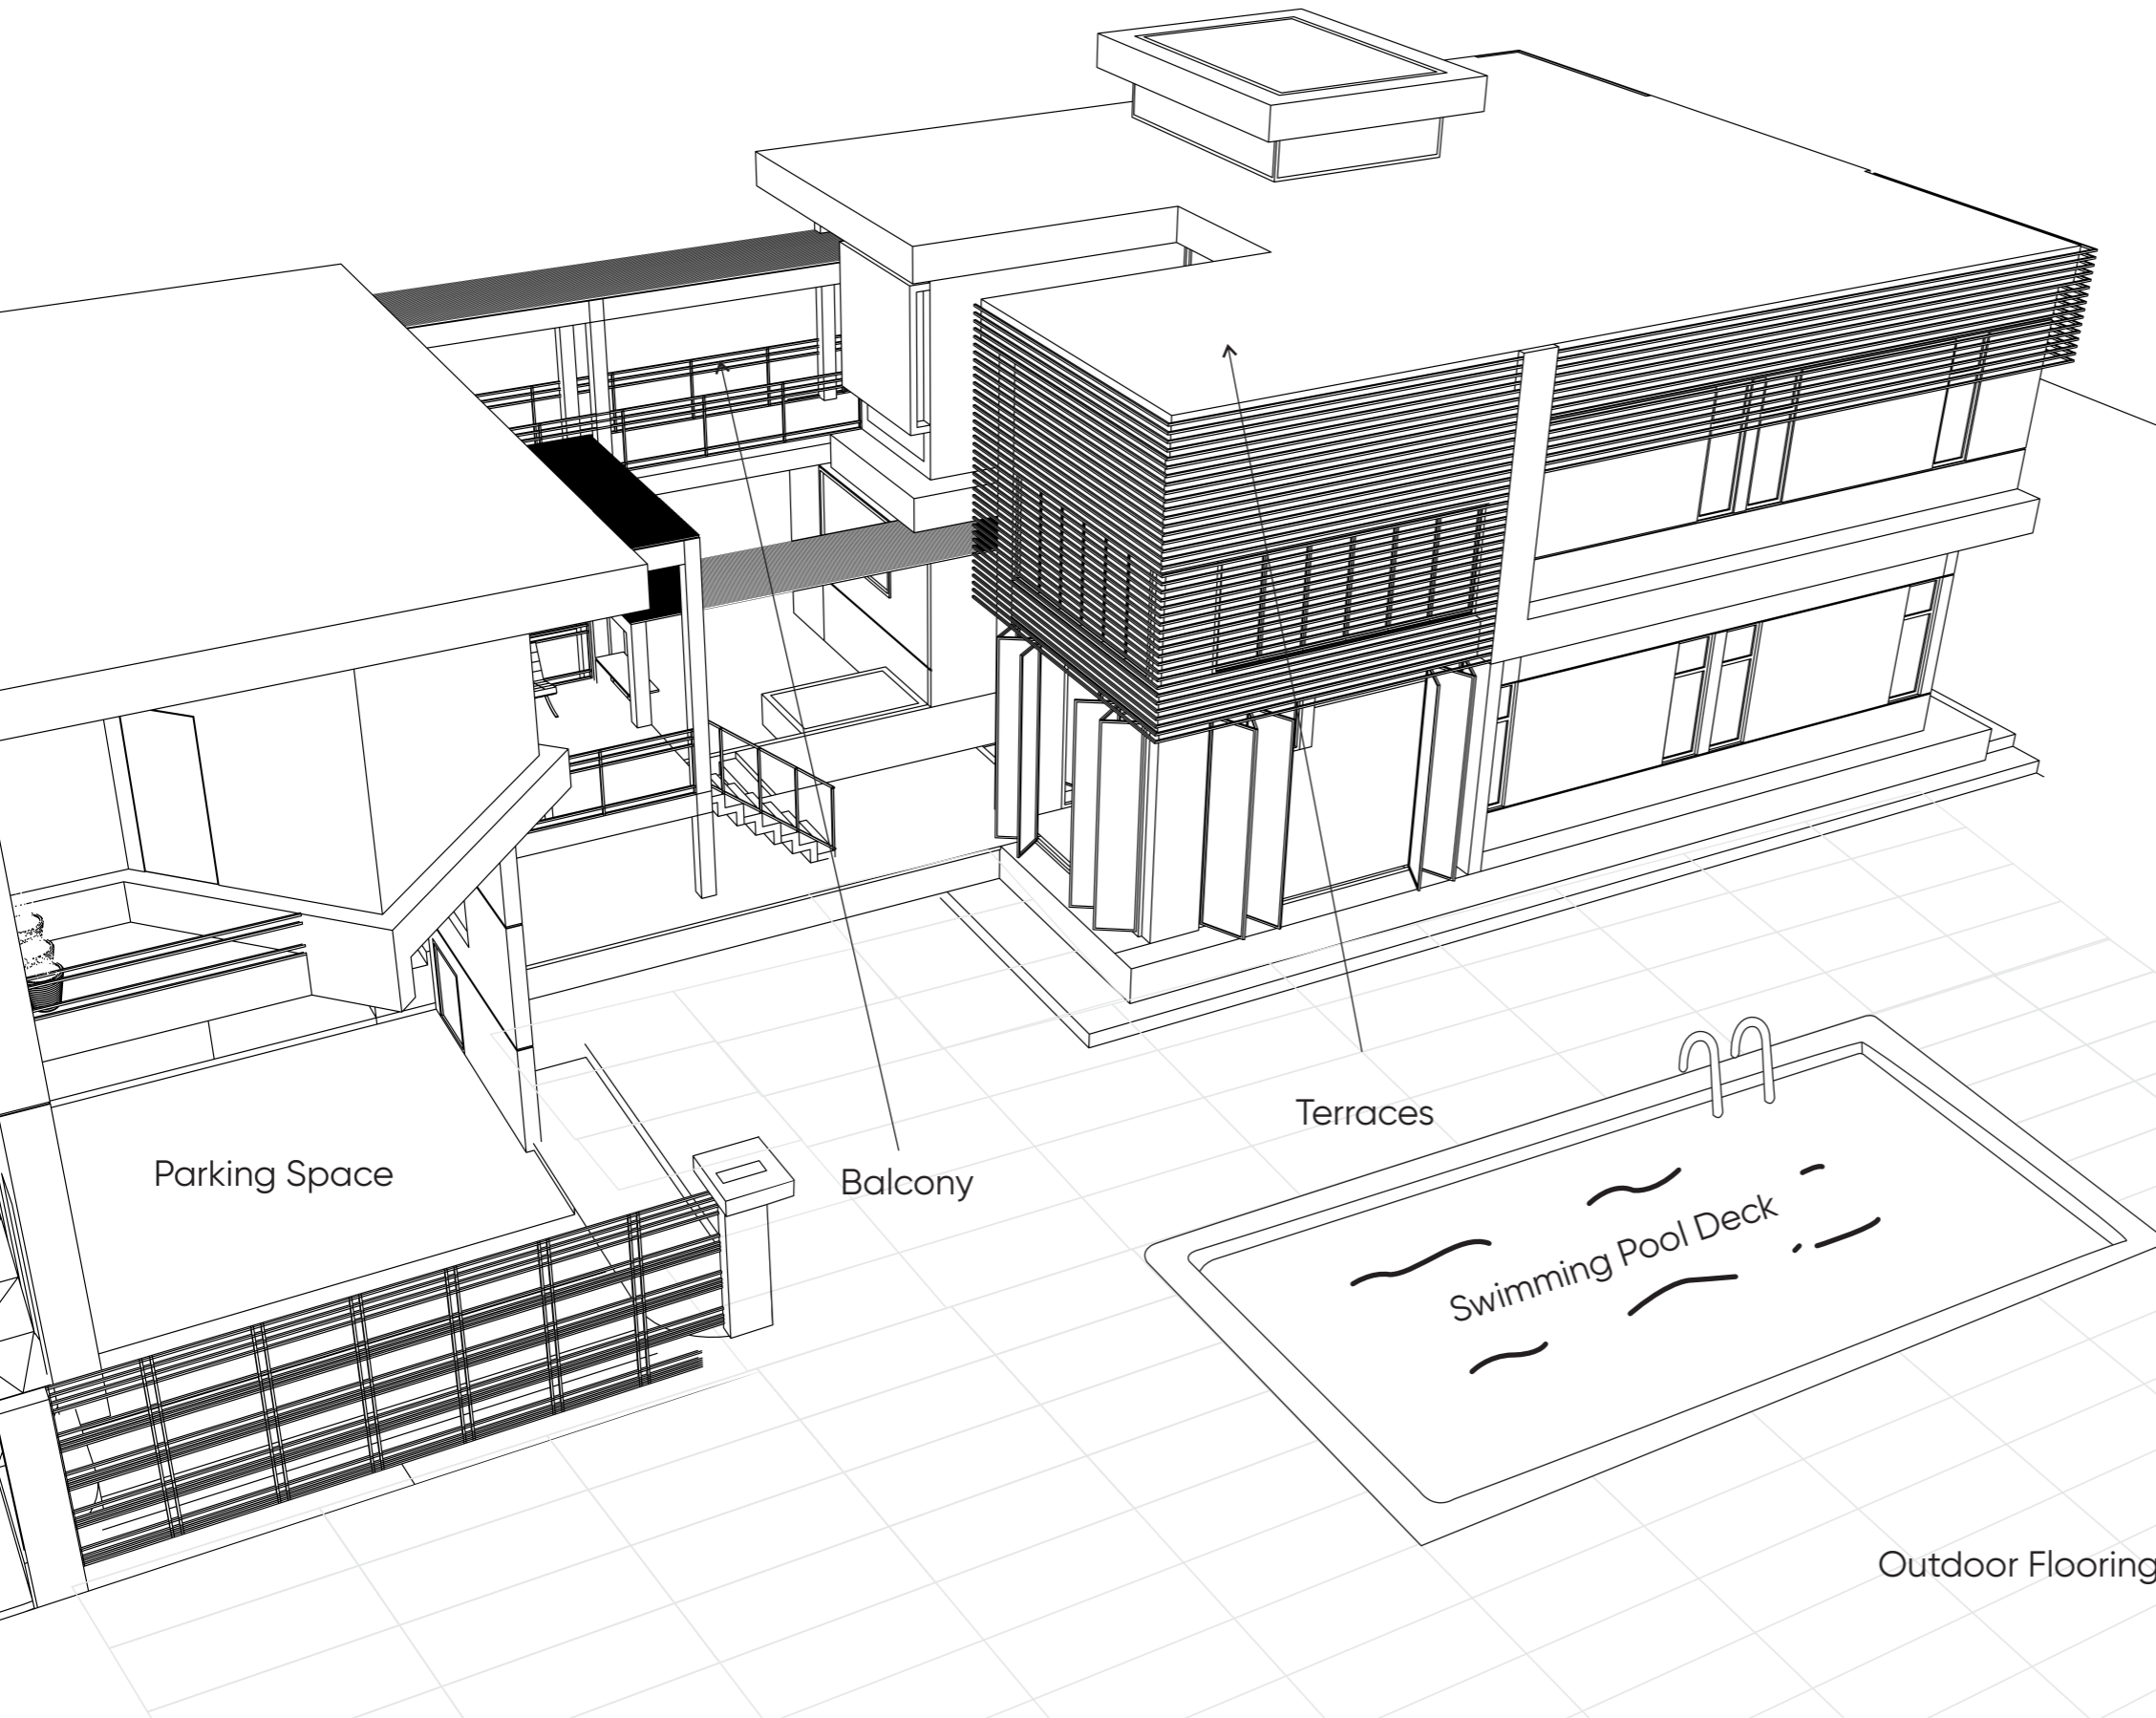 Terraces
Parking Space
Balcony
Swimming Pool Deck
Outdoor Flooring